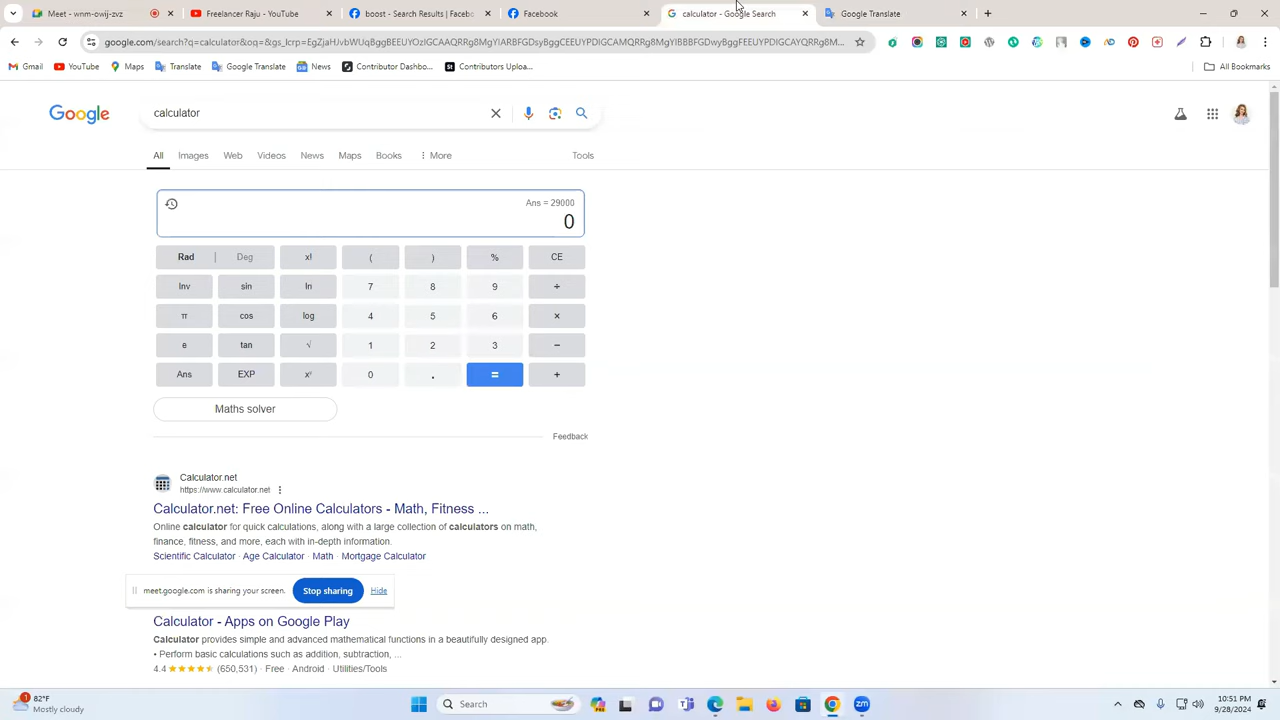 Meet - wnm-owij-zvz
Freelancer Raju - YouTube
boost - Search Results | Facebo
Facebook
calculator - Google Search
Google Translate
google.com/search?q=calculator&oq=
Gmail YouTube Maps Translate Google Translate News Contributor Dashbo... Contributors Uploa... All Bookmarks
Google calculator
All Images Web Videos News Maps Books More Tools
Ans = 29000
0
Rad Deg x! ( ) % CE
Inv sin ln 7 8 9 ÷
π cos log 4 5 6 ×
e tan √ 1 2 3 −
Ans EXP xʸ 0 . = +
Maths solver
Feedback
Calculator.net
https://www.calculator.net
Calculator.net: Free Online Calculators - Math, Fitness ...
Online calculator for quick calculations, along with a large collection of calculators on math,
finance, fitness, and more, each with in-depth information.
Scientific Calculator · Age Calculator · Math · Mortgage Calculator
meet.google.com is sharing your screen. Stop sharing Hide
Calculator - Apps on Google Play
Calculator provides simple and advanced mathematical functions in a beautifully designed app.
• Perform basic calculations such as addition, subtraction, ...
4.4 (650,531) · Free · Android · Utilities/Tools
1 82°F
Mostly cloudy
Search
10:51 PM
9/28/2024